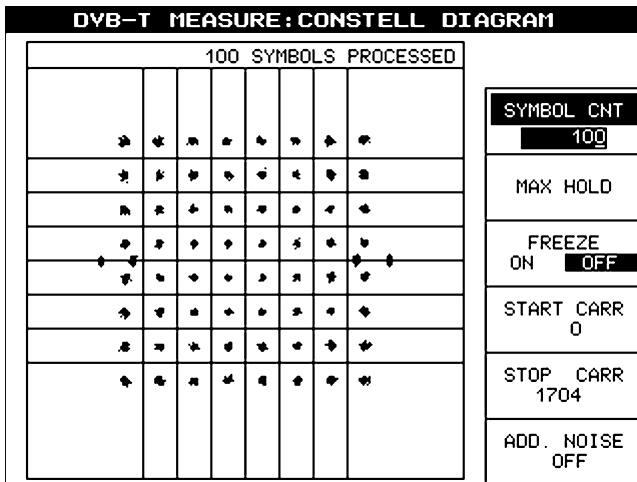 DVB-T MEASURE:CONSTELL DIAGRAM
100 SYMBOLS PROCESSED
SYMBOL CNT
100
MAX HOLD
FREEZE
ON OFF
START CARR
0
STOP CARR
1704
ADD. NOISE
OFF